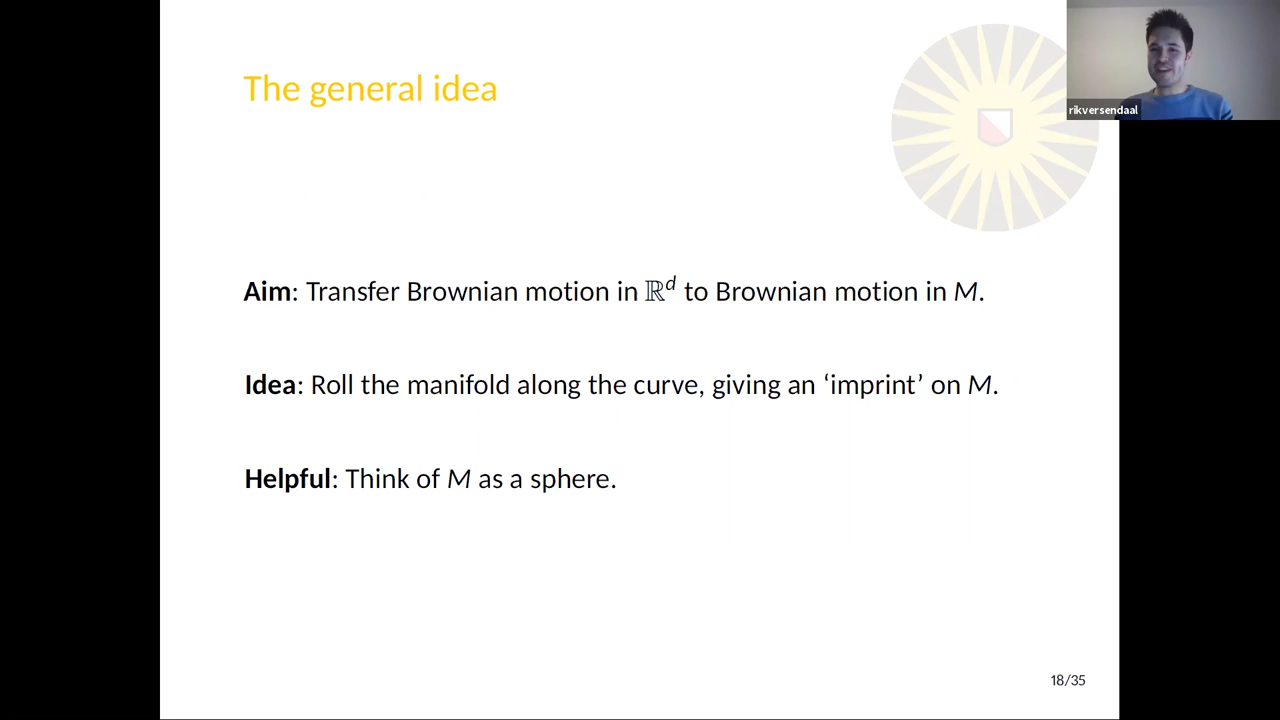 The general idea
rikversendaal
Aim: Transfer Brownian motion in ℝᵈ to Brownian motion in M.
Idea: Roll the manifold along the curve, giving an ‘imprint’ on M.
Helpful: Think of M as a sphere.
18/35